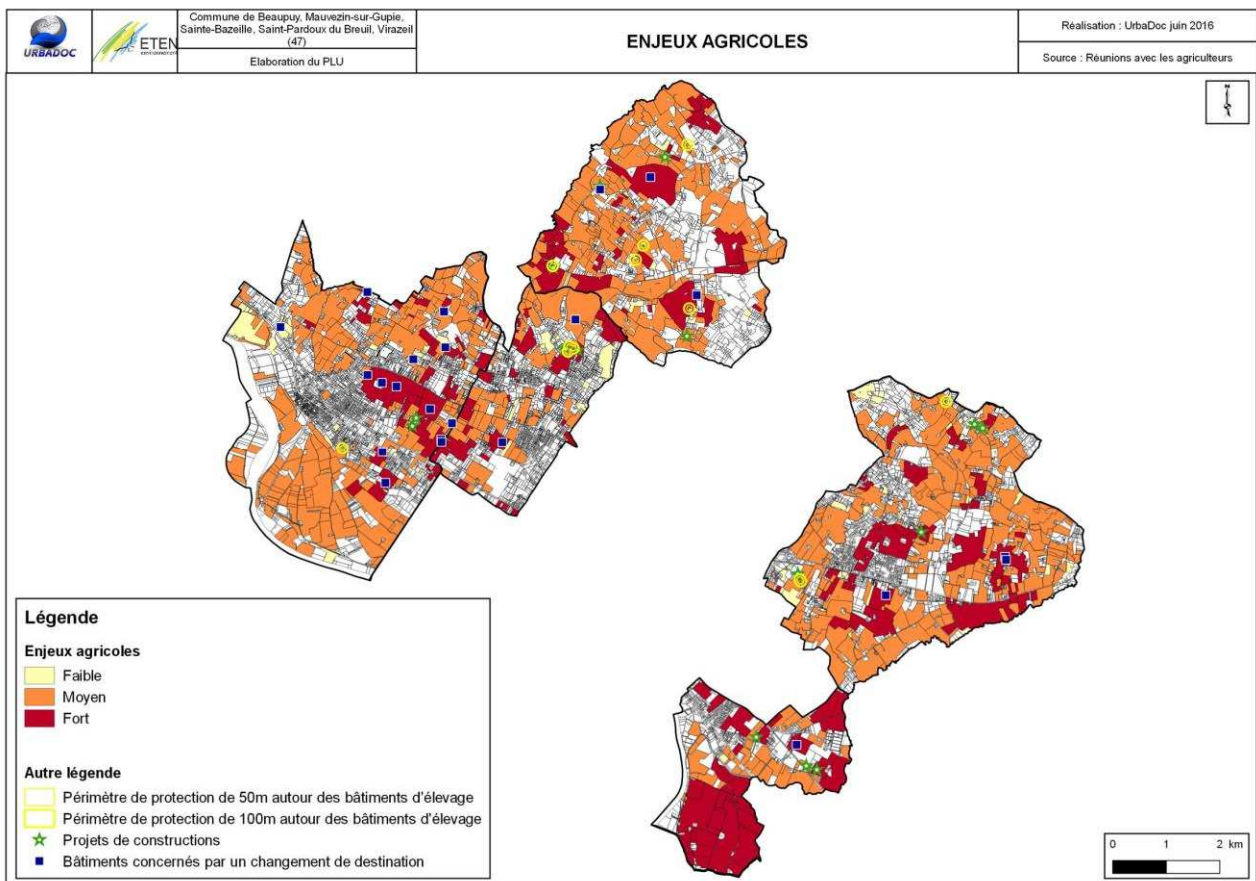 URBADOC
ETEN
environnement
Commune de Beaupuy, Mauvezin-sur-Gupie,
Sainte-Bazeille, Saint-Pardoux du Breuil, Virazeil
(47)
Elaboration du PLU
ENJEUX AGRICOLES
Réalisation : UrbaDoc juin 2016
Source : Réunions avec les agriculteurs
Légende
Enjeux agricoles
Faible
Moyen
Fort
Autre légende
Périmètre de protection de 50m autour des bâtiments d'élevage
Périmètre de protection de 100m autour des bâtiments d'élevage
Projets de constructions
Bâtiments concernés par un changement de destination
0 1 2 km